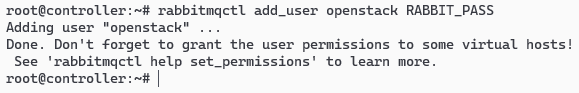 root@controller:~# rabbitmqctl add_user openstack RABBIT_PASS
Adding user "openstack" ...
Done. Don't forget to grant the user permissions to some virtual hosts!
 See 'rabbitmqctl help set_permissions' to learn more.
root@controller:~#